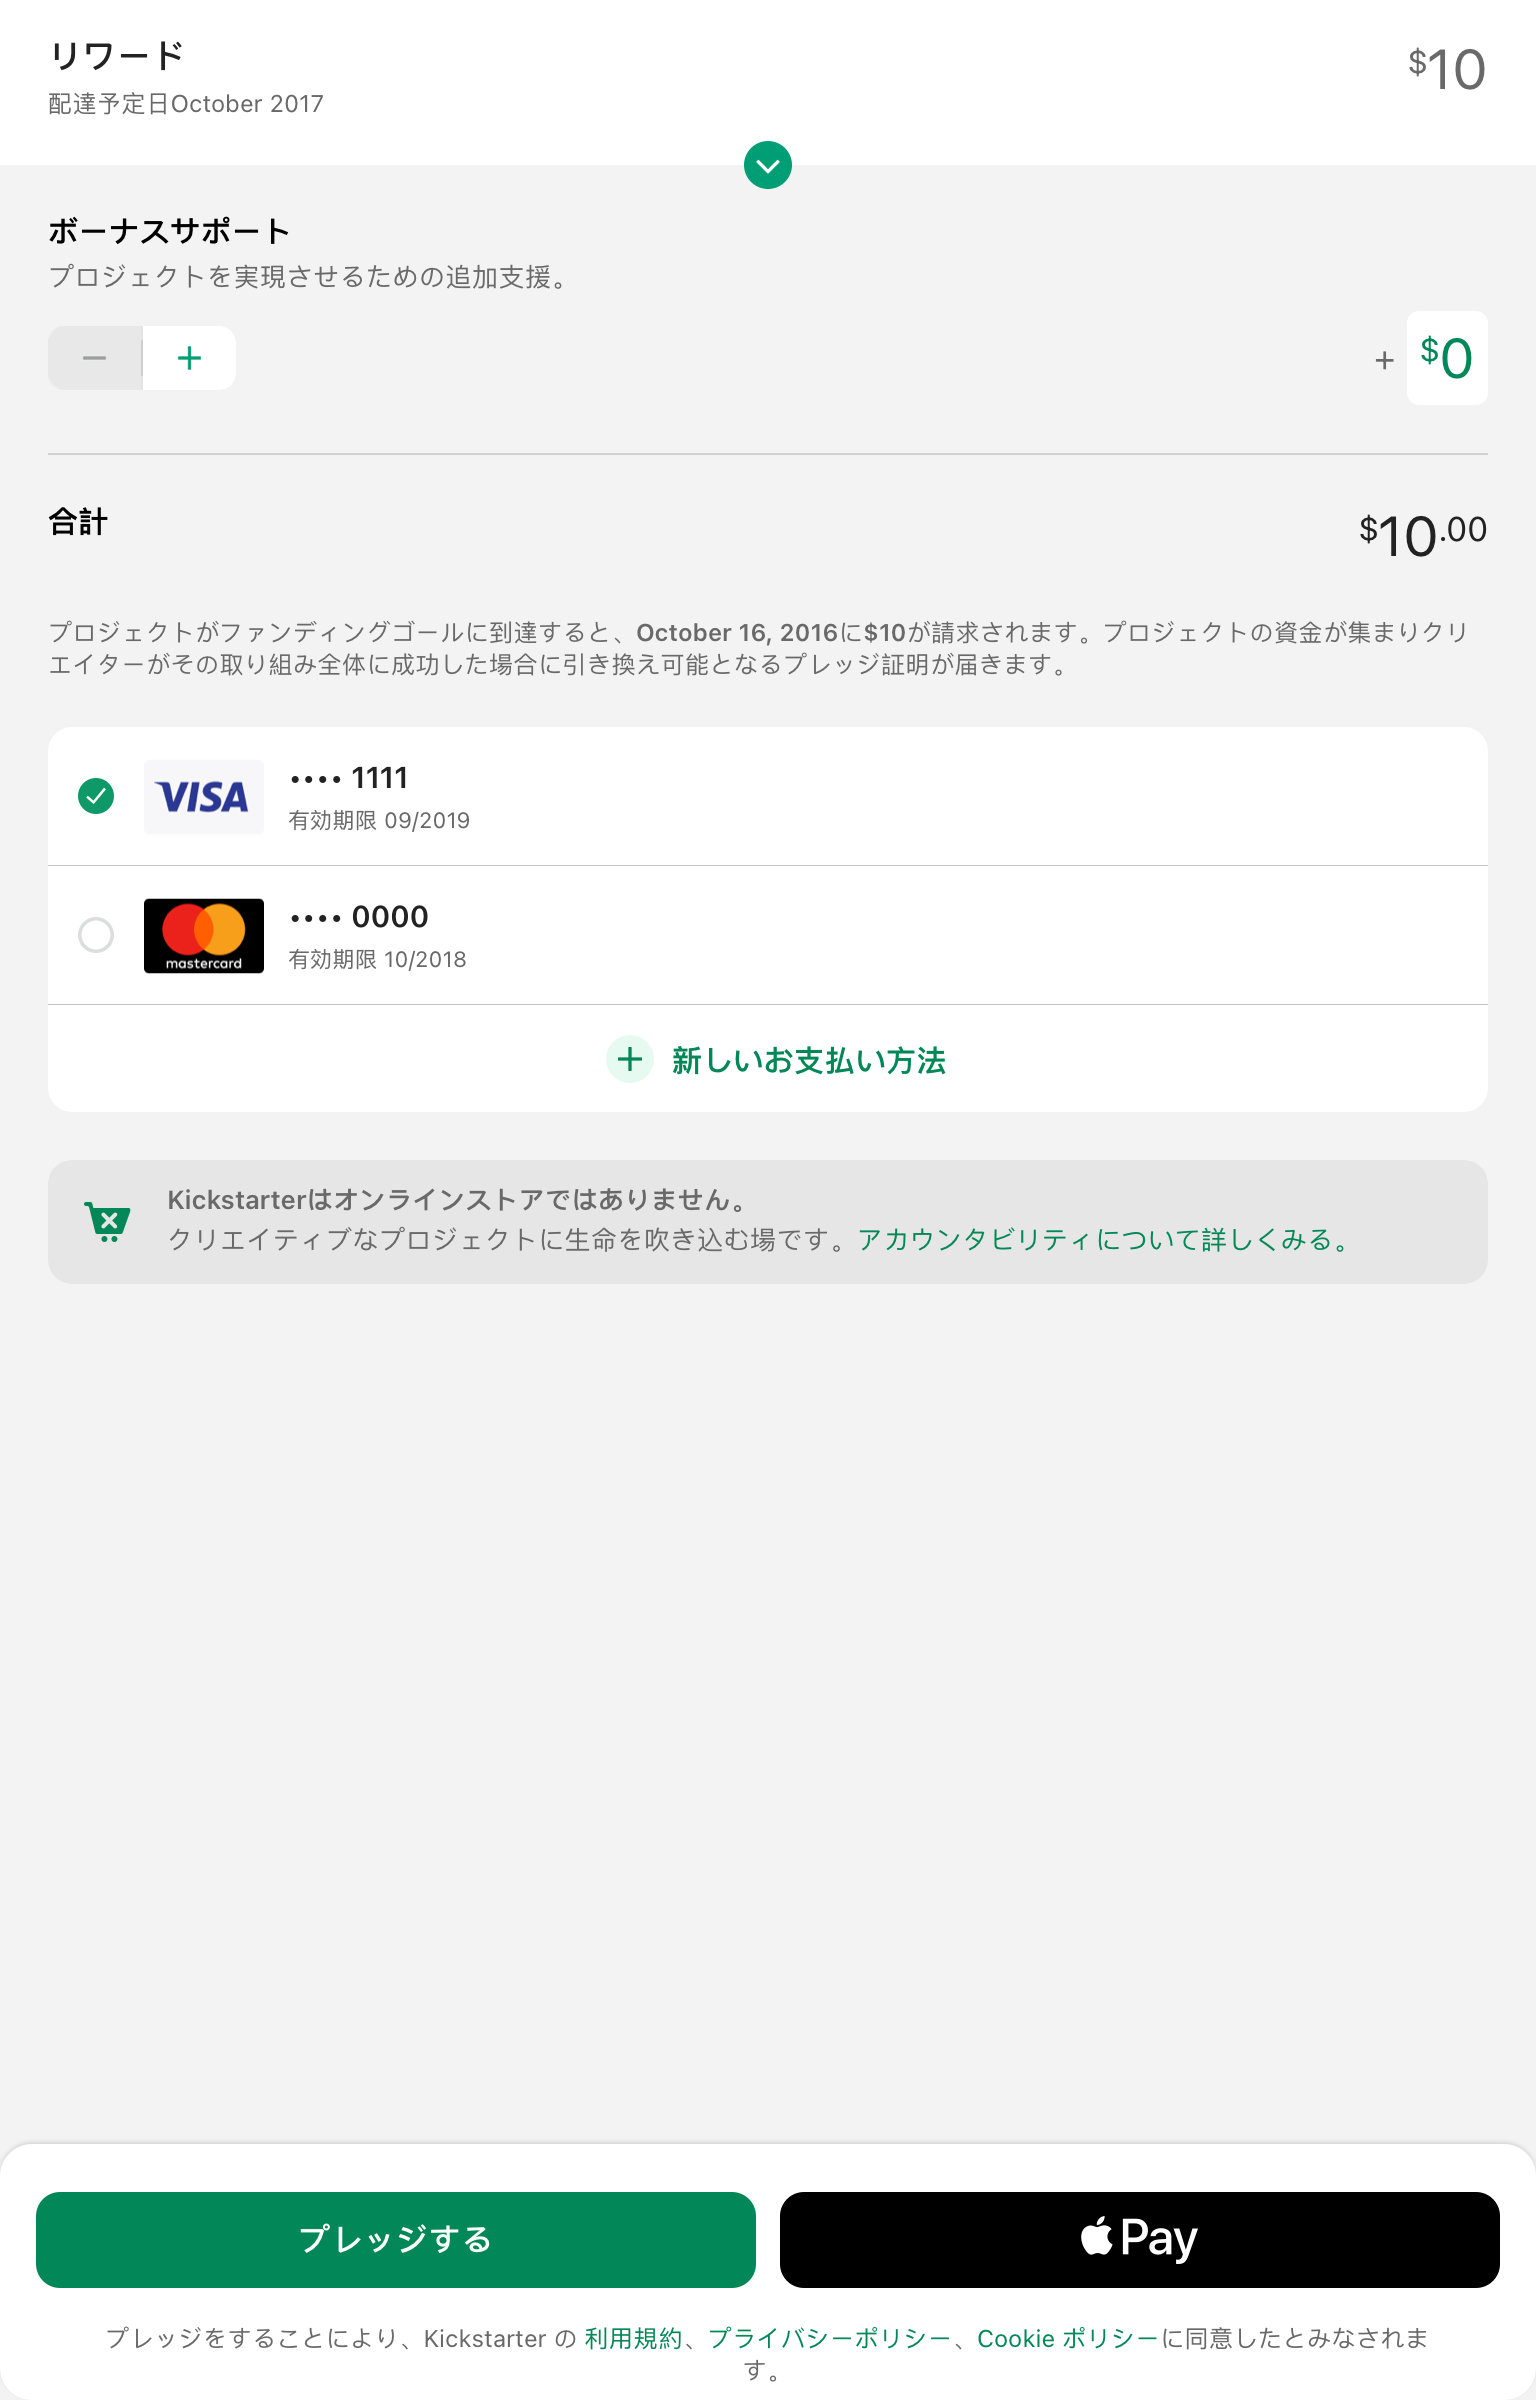 リワード
$10
配達予定日October 2017
ボーナスサポート
プロジェクトを実現させるための追加支援。
− +
+ $0
合計
$10.00
プロジェクトがファンディングゴールに到達すると、October 16, 2016に$10が請求されます。プロジェクトの資金が集まりクリ
エイターがその取り組み全体に成功した場合に引き換え可能となるプレッジ証明が届きます。
VISA
•••• 1111
有効期限 09/2019
mastercard
•••• 0000
有効期限 10/2018
+ 新しいお支払い方法
Kickstarterはオンラインストアではありません。
クリエイティブなプロジェクトに生命を吹き込む場です。アカウンタビリティについて詳しくみる。
プレッジする
Pay
プレッジをすることにより、Kickstarter の 利用規約、プライバシーポリシー、Cookie ポリシーに同意したとみなされま
す。